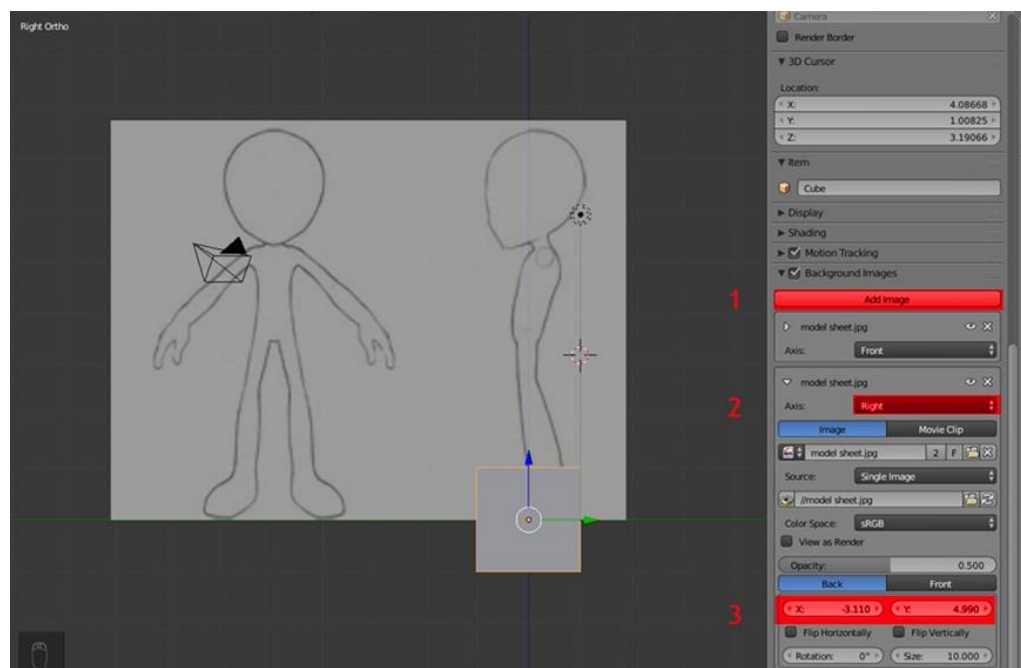 Right Ortho
Camera
Render Border
3D Cursor
Location:
X: 4.08668
Y: 1.00825
Z: 3.19066
Item
Cube
Display
Shading
Motion Tracking
Background Images
1 Add Image
model sheet.jpg
Axis: Front
model sheet.jpg
2 Axis: Right
Image Movie Clip
model sheet.jpg 2 F
Source: Single Image
//model sheet.jpg
Color Space: sRGB
View as Render
Opacity: 0.500
Back Front
3 X: -3.110 Y: 4.990
Flip Horizontally Flip Vertically
Rotation: 0° Size: 10.000